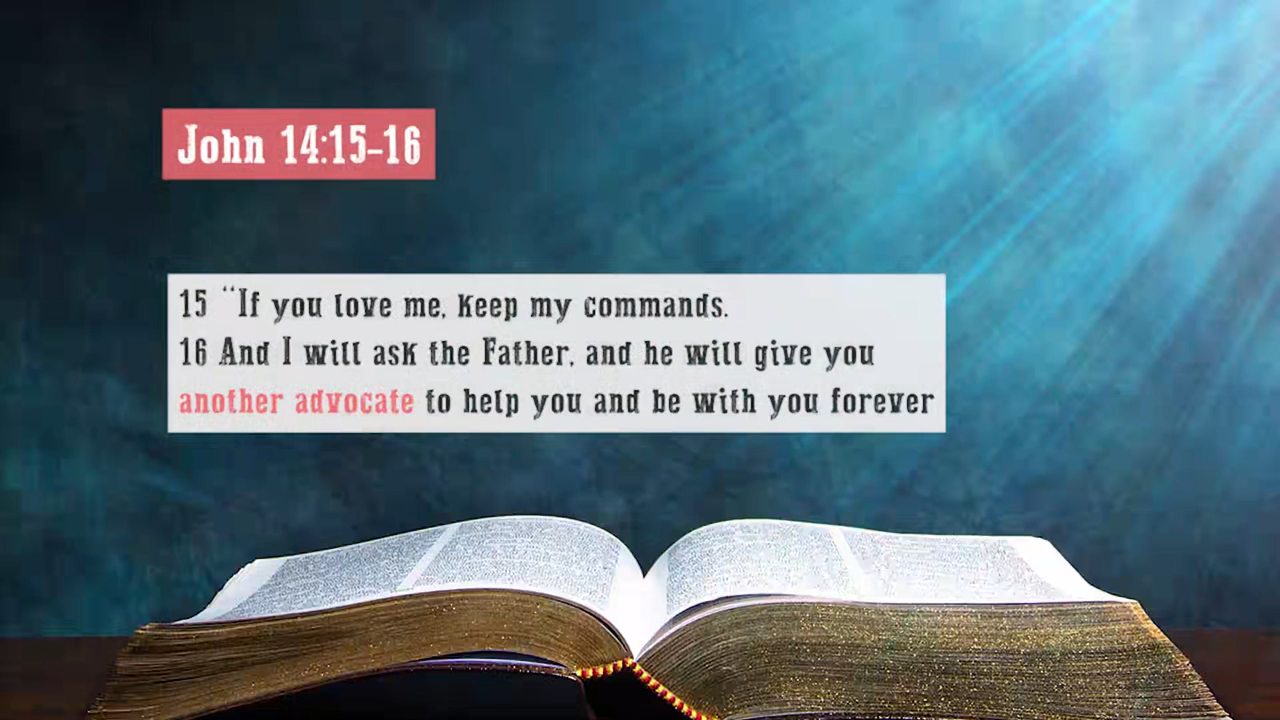 John 14:15-16
15 “If you love me, keep my commands.
16 And I will ask the Father, and he will give you
another advocate to help you and be with you forever